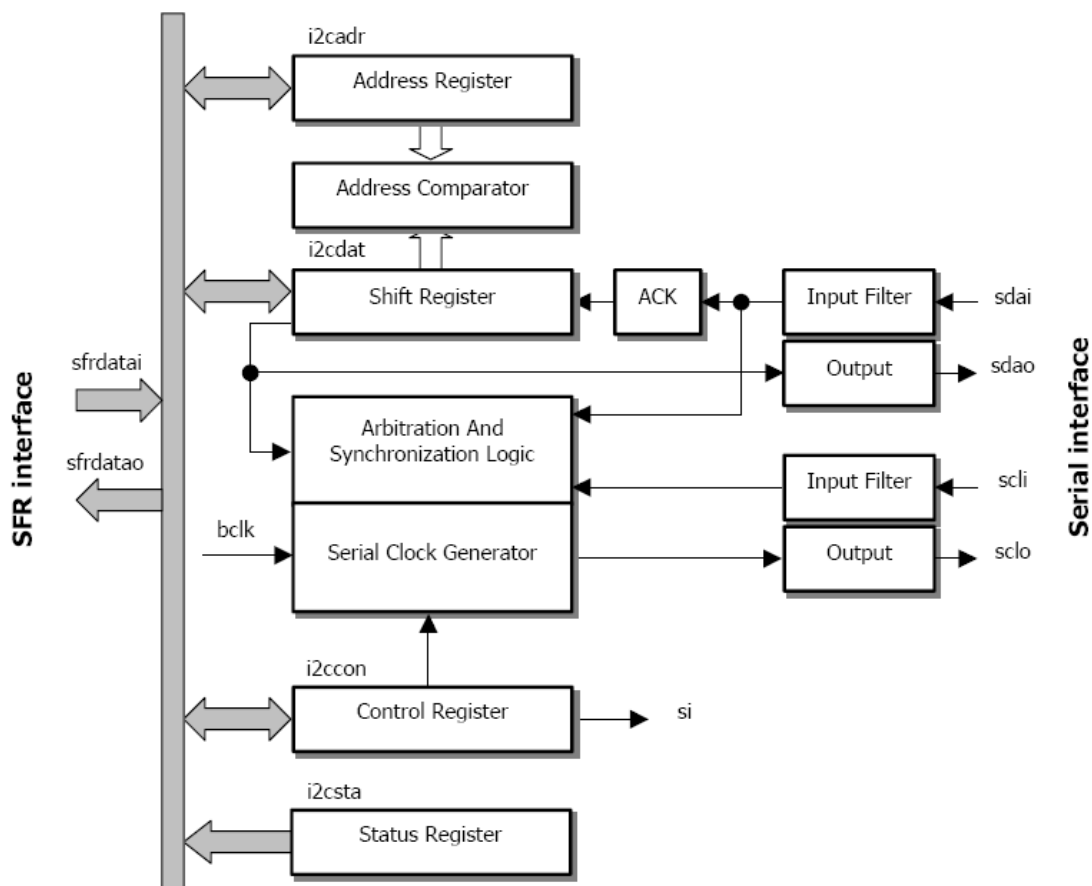 i2cadr
Address Register
Address Comparator
i2cdat
Shift Register
ACK
Input Filter
sdai
sfrdatai
Output
sdao
SFR interface
Serial interface
Arbitration And
Synchronization Logic
sfrdatao
Input Filter
scli
bclk
Serial Clock Generator
Output
sclo
i2ccon
Control Register
si
i2csta
Status Register